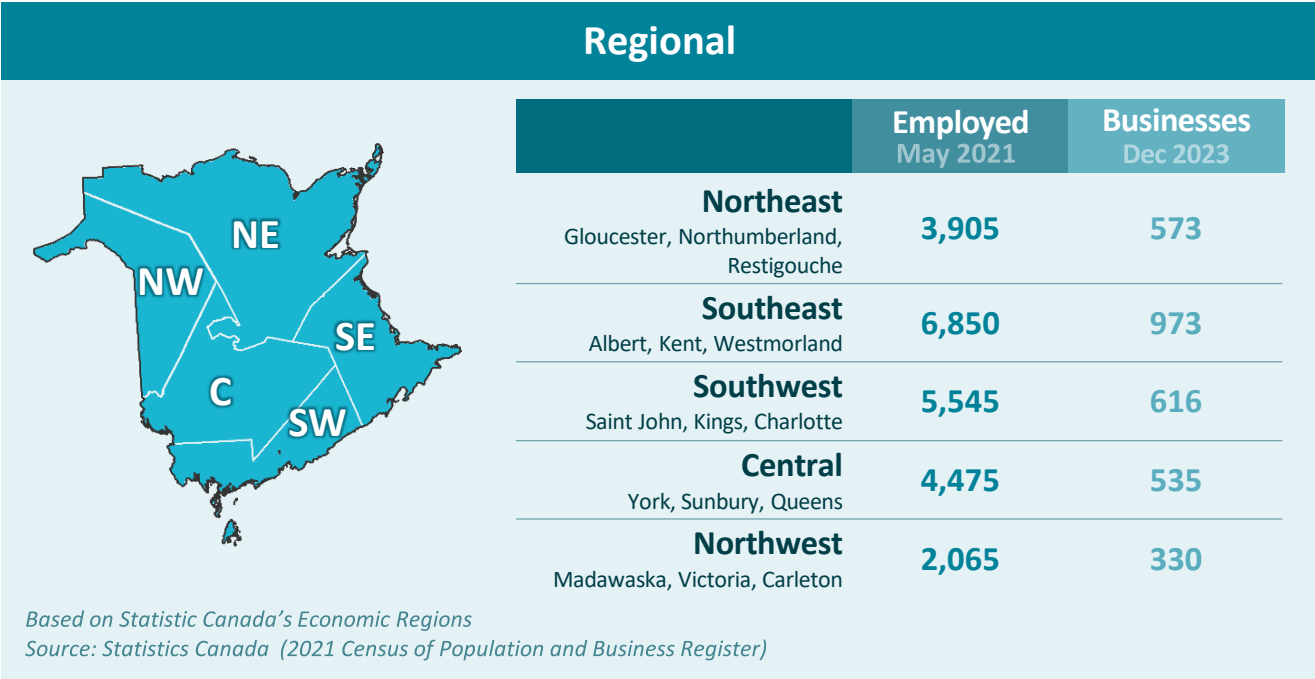 Regional
NE
NW
SE
C
SW
Employed
May 2021
Businesses
Dec 2023
Northeast
Gloucester, Northumberland,
Restigouche
3,905
573
Southeast
Albert, Kent, Westmorland
6,850
973
Southwest
Saint John, Kings, Charlotte
5,545
616
Central
York, Sunbury, Queens
4,475
535
Northwest
Madawaska, Victoria, Carleton
2,065
330
Based on Statistic Canada's Economic Regions
Source: Statistics Canada (2021 Census of Population and Business Register)